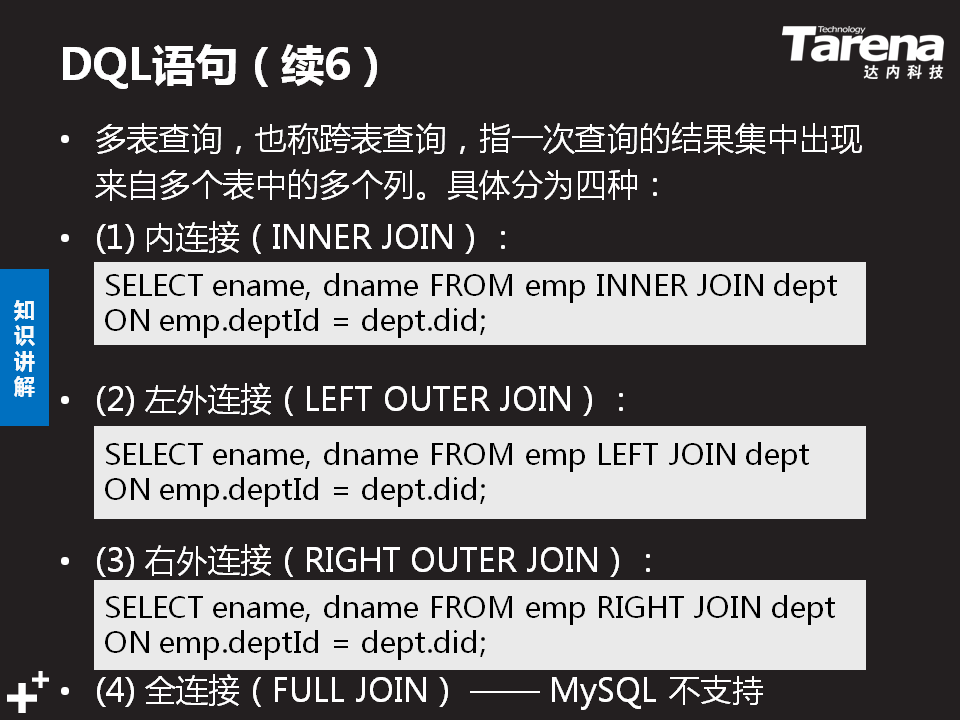 DQL语句（续6）
Technology
Tarena
达内科技
• 多表查询，也称跨表查询，指一次查询的结果集中出现
来自多个表中的多个列。具体分为四种：
• (1) 内连接（INNER JOIN）：
SELECT ename, dname FROM emp INNER JOIN dept
ON emp.deptId = dept.did;
知
识
讲
解
• (2) 左外连接（LEFT OUTER JOIN）：
SELECT ename, dname FROM emp LEFT JOIN dept
ON emp.deptId = dept.did;
• (3) 右外连接（RIGHT OUTER JOIN）：
SELECT ename, dname FROM emp RIGHT JOIN dept
ON emp.deptId = dept.did;
• (4) 全连接（FULL JOIN） —— MySQL 不支持